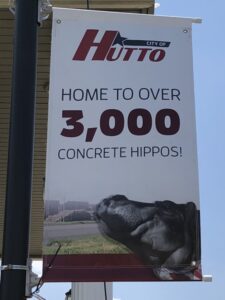 CITY OF
HUTTO
HOME TO OVER
3,000
CONCRETE HIPPOS!